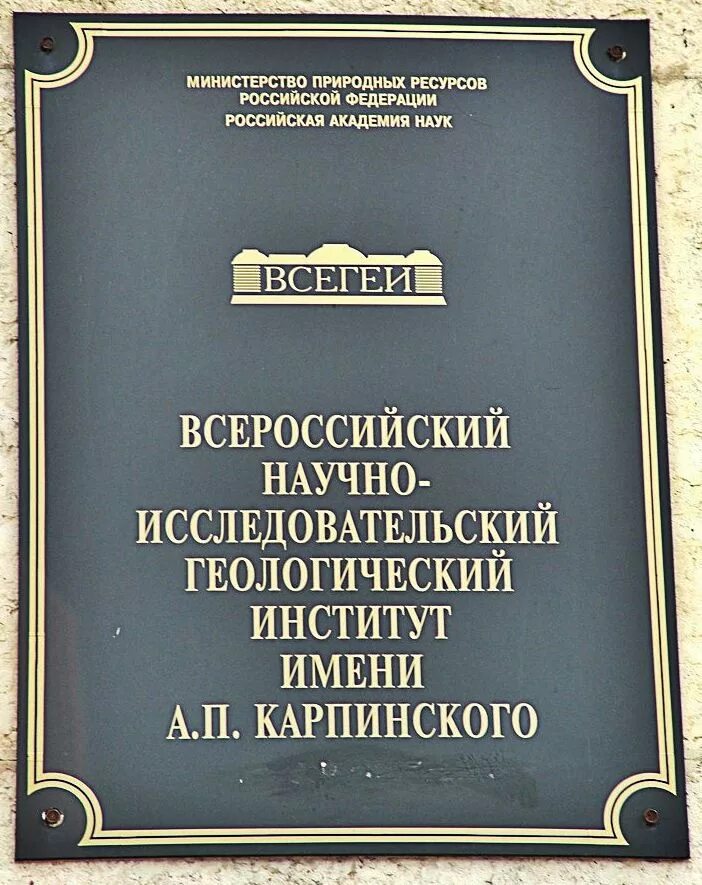 МИНИСТЕРСТВО ПРИРОДНЫХ РЕСУРСОВ
РОССИЙСКОЙ ФЕДЕРАЦИИ
РОССИЙСКАЯ АКАДЕМИЯ НАУК
ВСЕГЕИ
ВСЕРОССИЙСКИЙ
НАУЧНО-
ИССЛЕДОВАТЕЛЬСКИЙ
ГЕОЛОГИЧЕСКИЙ
ИНСТИТУТ
ИМЕНИ
А.П. КАРПИНСКОГО